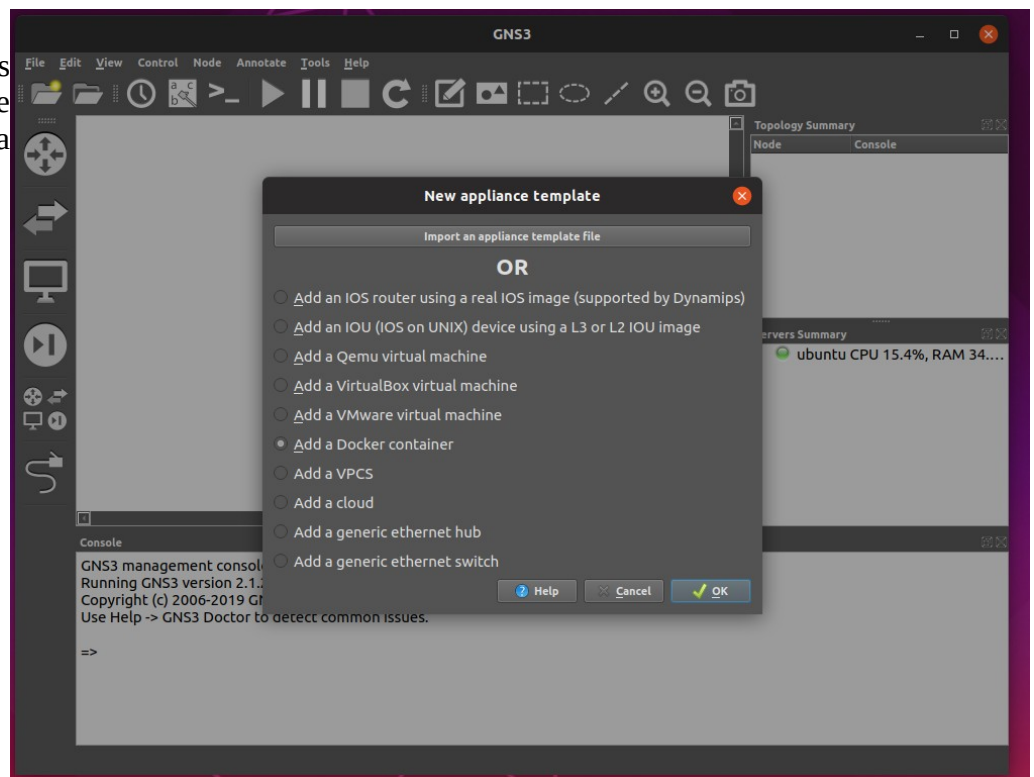 GNS3
s
e
a
File Edit View Control Node Annotate Tools Help
Topology Summary
Node Console
New appliance template
Import an appliance template file
OR
Add an IOS router using a real IOS image (supported by Dynamips)
Add an IOU (IOS on UNIX) device using a L3 or L2 IOU image
Add a Qemu virtual machine
Add a VirtualBox virtual machine
Add a VMware virtual machine
Add a Docker container
Add a VPCS
Add a cloud
Add a generic ethernet hub
Add a generic ethernet switch
Help Cancel OK
ervers Summary
ubuntu CPU 15.4%, RAM 34....
Console
GNS3 management consol
Running GNS3 version 2.1.
Copyright (c) 2006-2019 G
Use Help -> GNS3 Doctor to detect common issues.
=>